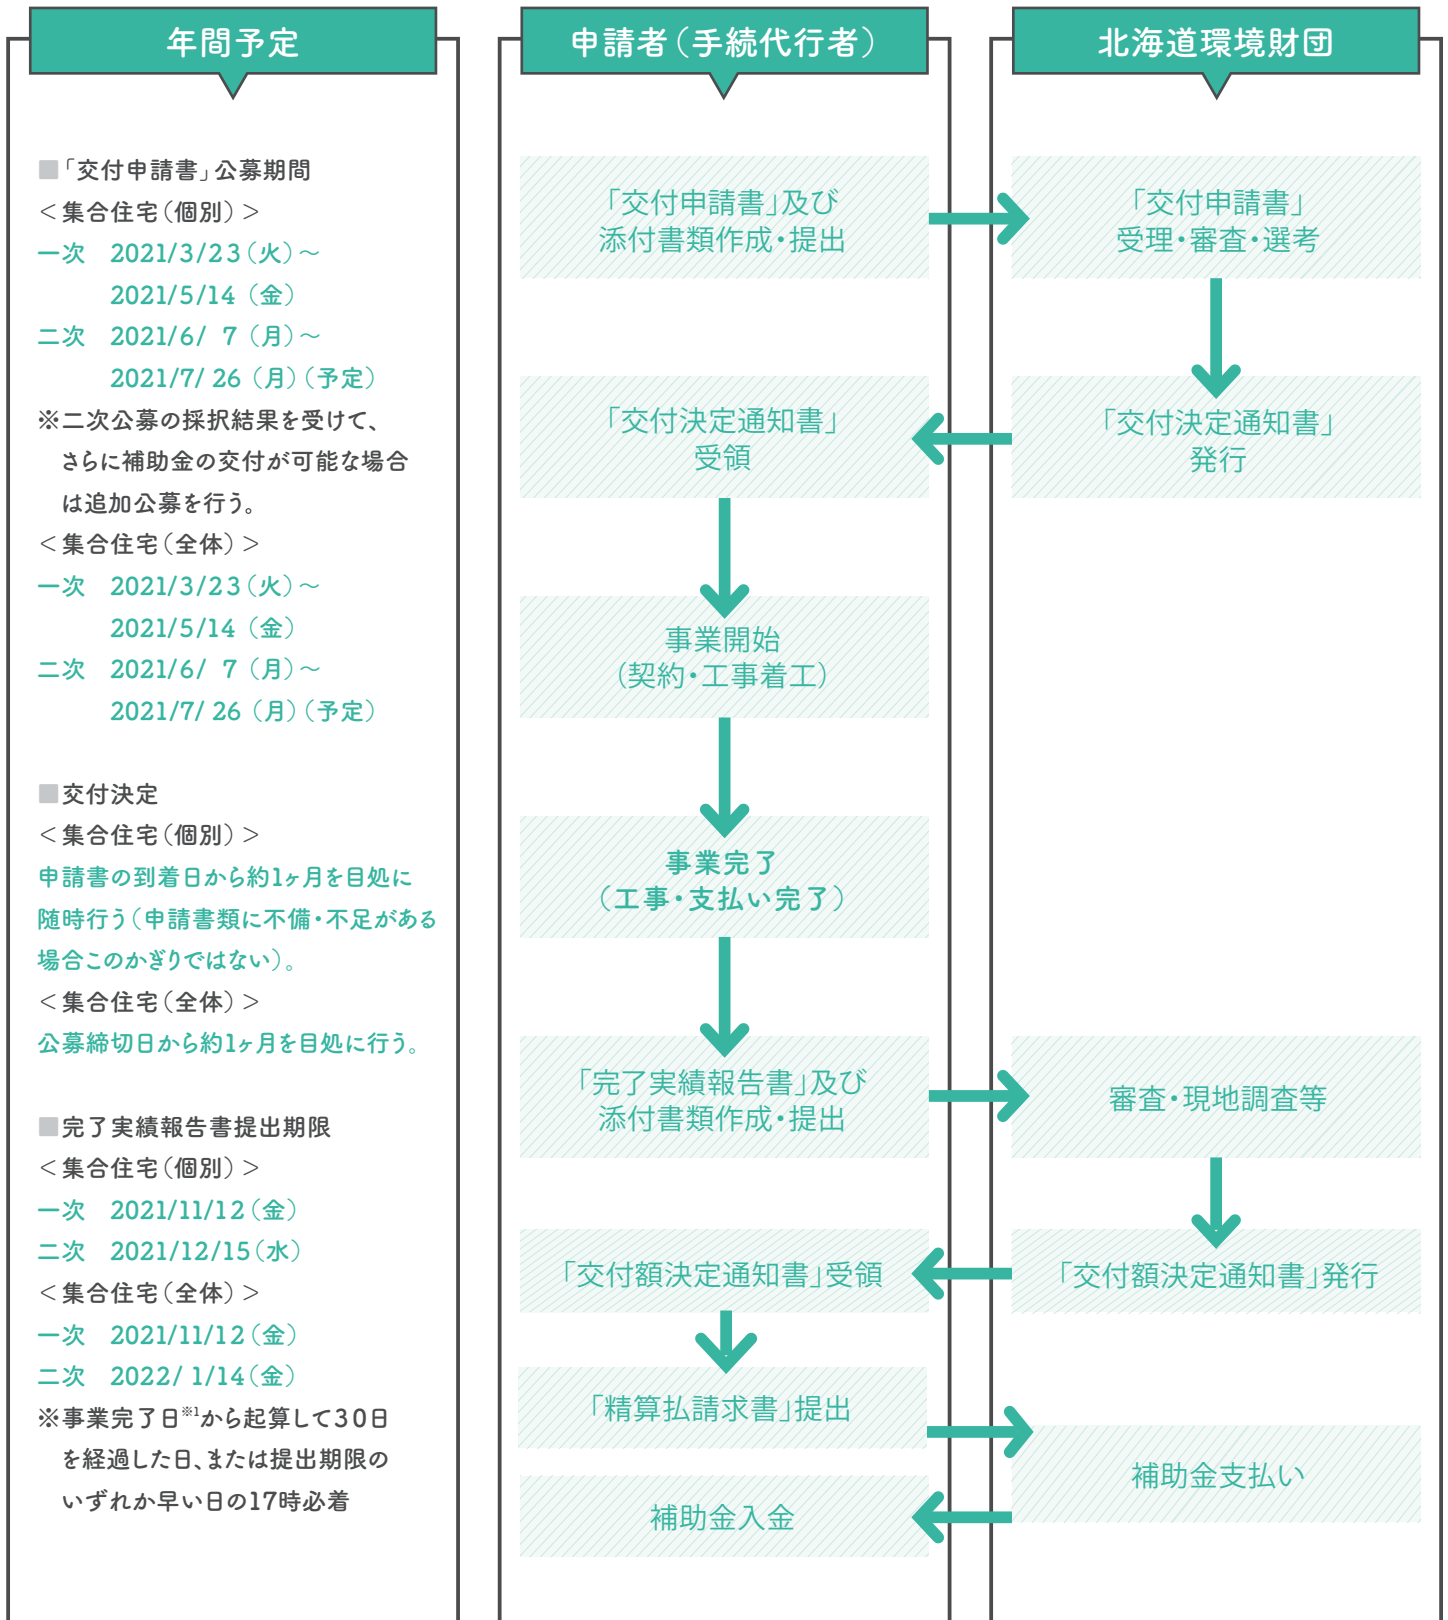 年間予定
■「交付申請書」公募期間
＜集合住宅（個別）＞
一次　2021/3/23（火）～
2021/5/14（金）
二次　2021/6/ 7（月）～
2021/7/ 26（月）（予定）
※二次公募の採択結果を受けて、
さらに補助金の交付が可能な場合
は追加公募を行う。
＜集合住宅（全体）＞
一次　2021/3/23（火）～
2021/5/14（金）
二次　2021/6/ 7（月）～
2021/7/ 26（月）（予定）
■交付決定
＜集合住宅（個別）＞
申請書の到着日から約1ヶ月を目処に
随時行う（申請書類に不備・不足がある
場合このかぎりではない）。
＜集合住宅（全体）＞
公募締切日から約1ヶ月を目処に行う。
■完了実績報告書提出期限
＜集合住宅（個別）＞
一次　2021/11/12（金）
二次　2021/12/15（水）
＜集合住宅（全体）＞
一次　2021/11/12（金）
二次　2022/ 1/14（金）
※事業完了日※1から起算して30日
を経過した日、または提出期限の
いずれか早い日の17時必着
申請者（手続代行者）
「交付申請書」及び
添付書類作成・提出
「交付決定通知書」
受領
事業開始
（契約・工事着工）
事業完了
（工事・支払い完了）
「完了実績報告書」及び
添付書類作成・提出
「交付額決定通知書」受領
「精算払請求書」提出
補助金入金
北海道環境財団
「交付申請書」
受理・審査・選考
「交付決定通知書」
発行
審査・現地調査等
「交付額決定通知書」発行
補助金支払い